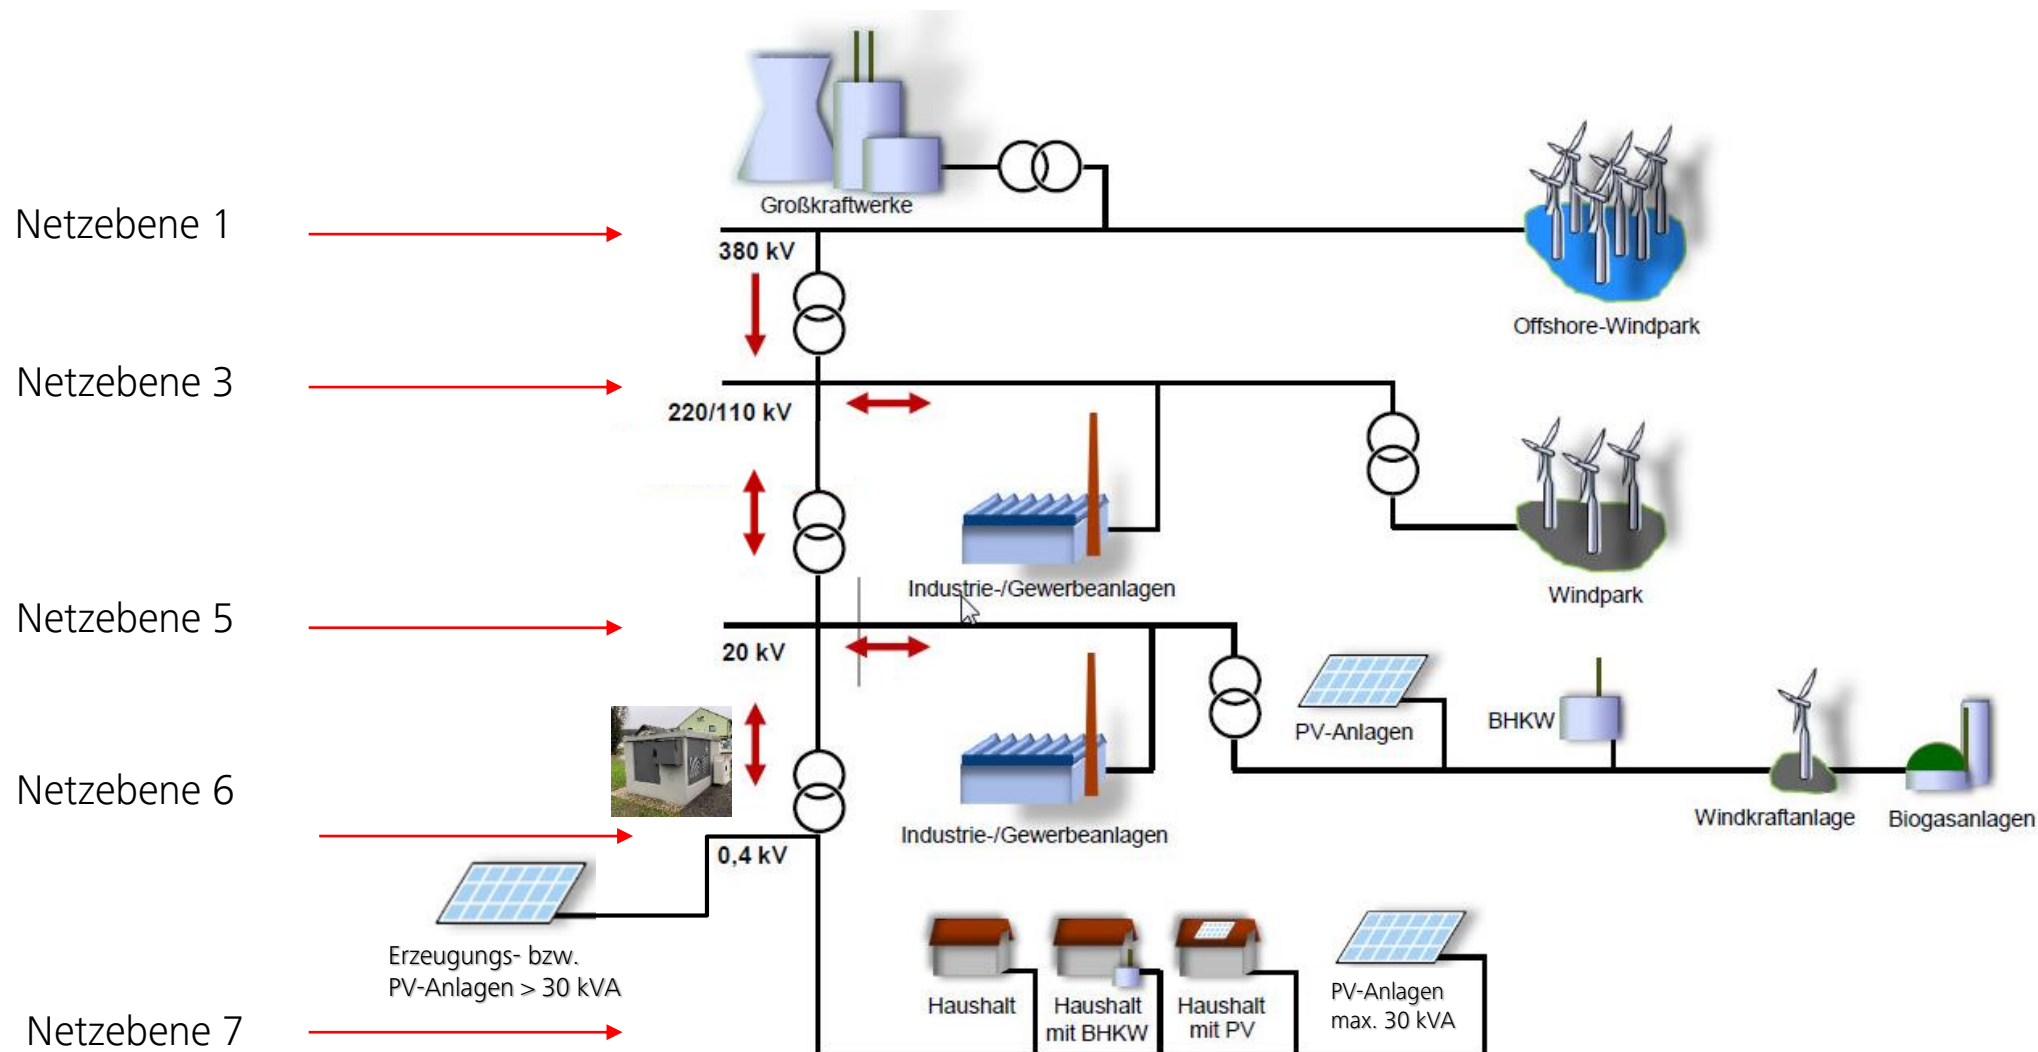 Großkraftwerke
Netzebene 1
380 kV
Offshore-Windpark
Netzebene 3
220/110 kV
Industrie-/Gewerbeanlagen
Windpark
Netzebene 5
20 kV
PV-Anlagen
BHKW
Netzebene 6
Windkraftanlage
Biogasanlagen
Industrie-/Gewerbeanlagen
0,4 kV
Erzeugungs- bzw.
PV-Anlagen > 30 kVA
Haushalt
Haushalt
mit BHKW
Haushalt
mit PV
PV-Anlagen
max. 30 kVA
Netzebene 7